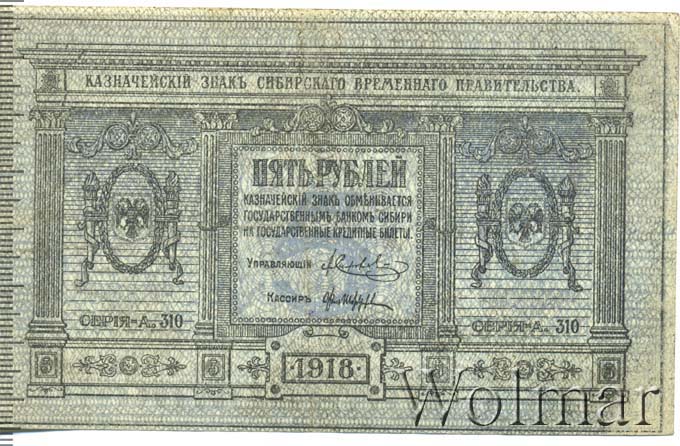 КАЗНАЧЕЙСКІЙ ЗНАКЪ СИБИРСКАГО ВРЕМЕННАГО ПРАВИТЕЛЬСТВА.
ПЯТЬ РУБЛЕЙ
КАЗНАЧЕЙСКІЙ ЗНАКЪ ОБМѢНИВАЕТСЯ
ГОСУДАРСТВЕННЫМЪ БАНКОМЪ СИБИРИ
НА ГОСУДАРСТВЕННЫЕ КРЕДИТНЫЕ БИЛЕТЫ.
УПРАВЛЯЮЩІЙ
КАССИРЪ
СЕРІЯ-А 310
СЕРІЯ-А 310
5 5 1918 5 5
Wolmar